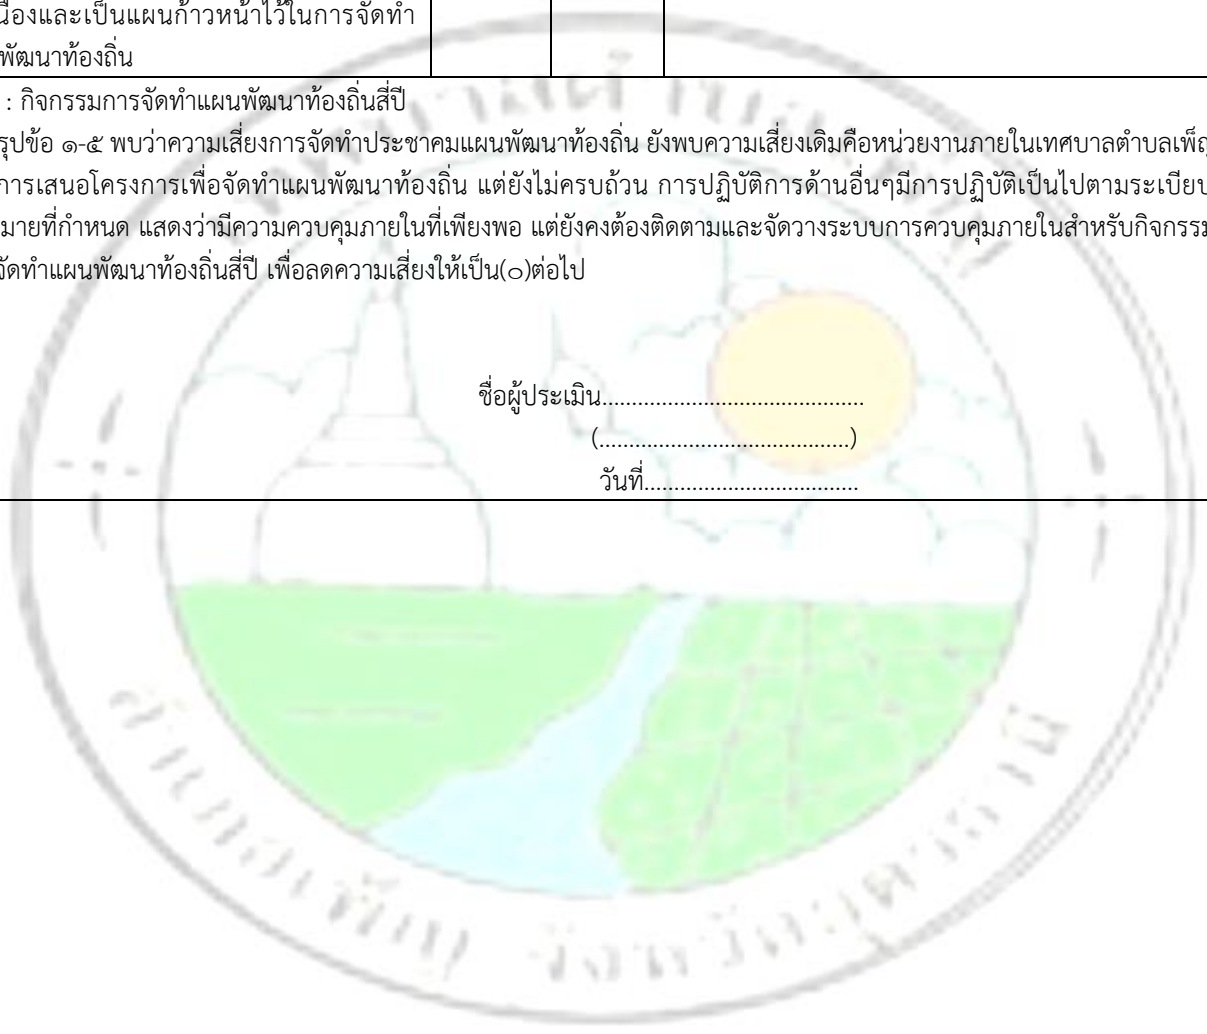 นื่องและเป็นแผนก้าวหน้าไว้ในการจัดทำ
พัฒนาท้องถิ่น
: กิจกรรมการจัดทำแผนพัฒนาท้องถิ่นสี่ปี
รุปข้อ ๑-๕ พบว่าความเสี่ยงการจัดทำประชาคมแผนพัฒนาท้องถิ่น ยังพบความเสี่ยงเดิมคือหน่วยงานภายในเทศบาลตำบลเพ็ญ
การเสนอโครงการเพื่อจัดทำแผนพัฒนาท้องถิ่น แต่ยังไม่ครบถ้วน การปฏิบัติการด้านอื่นๆมีการปฏิบัติเป็นไปตามระเบียบ
มายที่กำหนด แสดงว่ามีความควบคุมภายในที่เพียงพอ แต่ยังคงต้องติดตามและจัดวางระบบการควบคุมภายในสำหรับกิจกรรม
จัดทำแผนพัฒนาท้องถิ่นสี่ปี เพื่อลดความเสี่ยงให้เป็น(๐)ต่อไป
ชื่อผู้ประเมิน............................................
(..........................................)
วันที่....................................